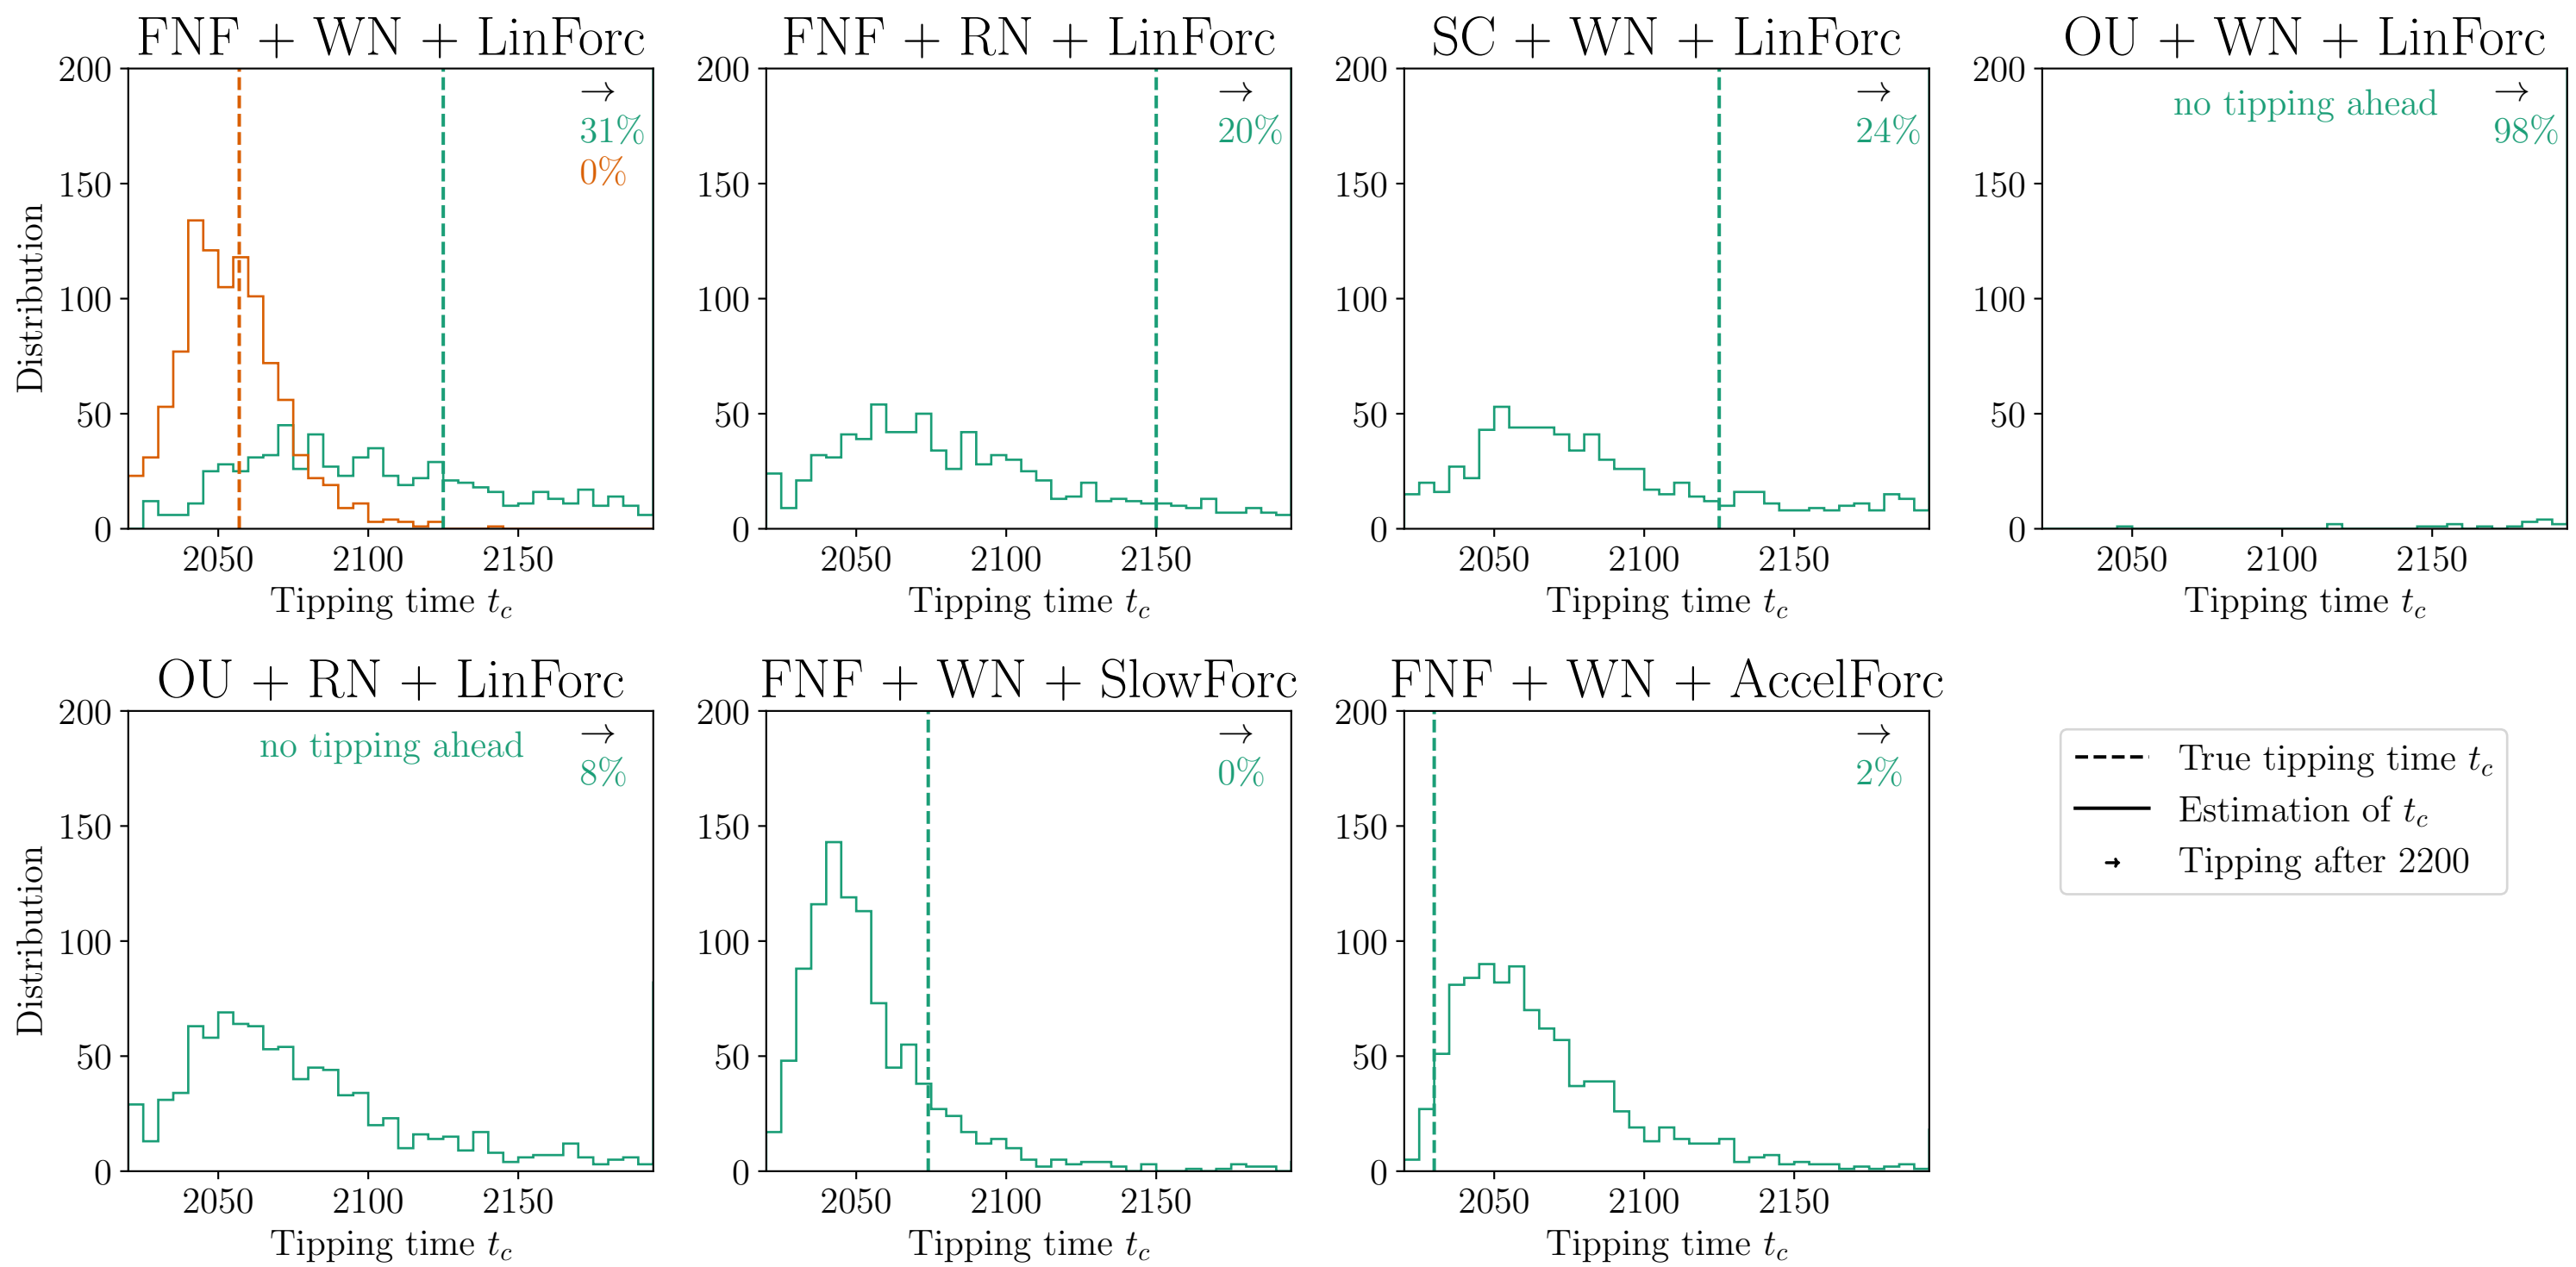 FNF + WN + LinForc
200
150
100
50
0
Distribution
→
31%
0%
2050 2100 2150
Tipping time t_c
FNF + RN + LinForc
200
150
100
50
0
→
20%
2050 2100 2150
Tipping time t_c
SC + WN + LinForc
200
150
100
50
0
→
24%
2050 2100 2150
Tipping time t_c
OU + WN + LinForc
200
150
100
50
0
no tipping ahead
→
98%
2050 2100 2150
Tipping time t_c
OU + RN + LinForc
200
150
100
50
0
Distribution
no tipping ahead
→
8%
2050 2100 2150
Tipping time t_c
FNF + WN + SlowForc
200
150
100
50
0
→
0%
2050 2100 2150
Tipping time t_c
FNF + WN + AccelForc
200
150
100
50
0
→
2%
2050 2100 2150
Tipping time t_c
True tipping time t_c
Estimation of t_c
→ Tipping after 2200